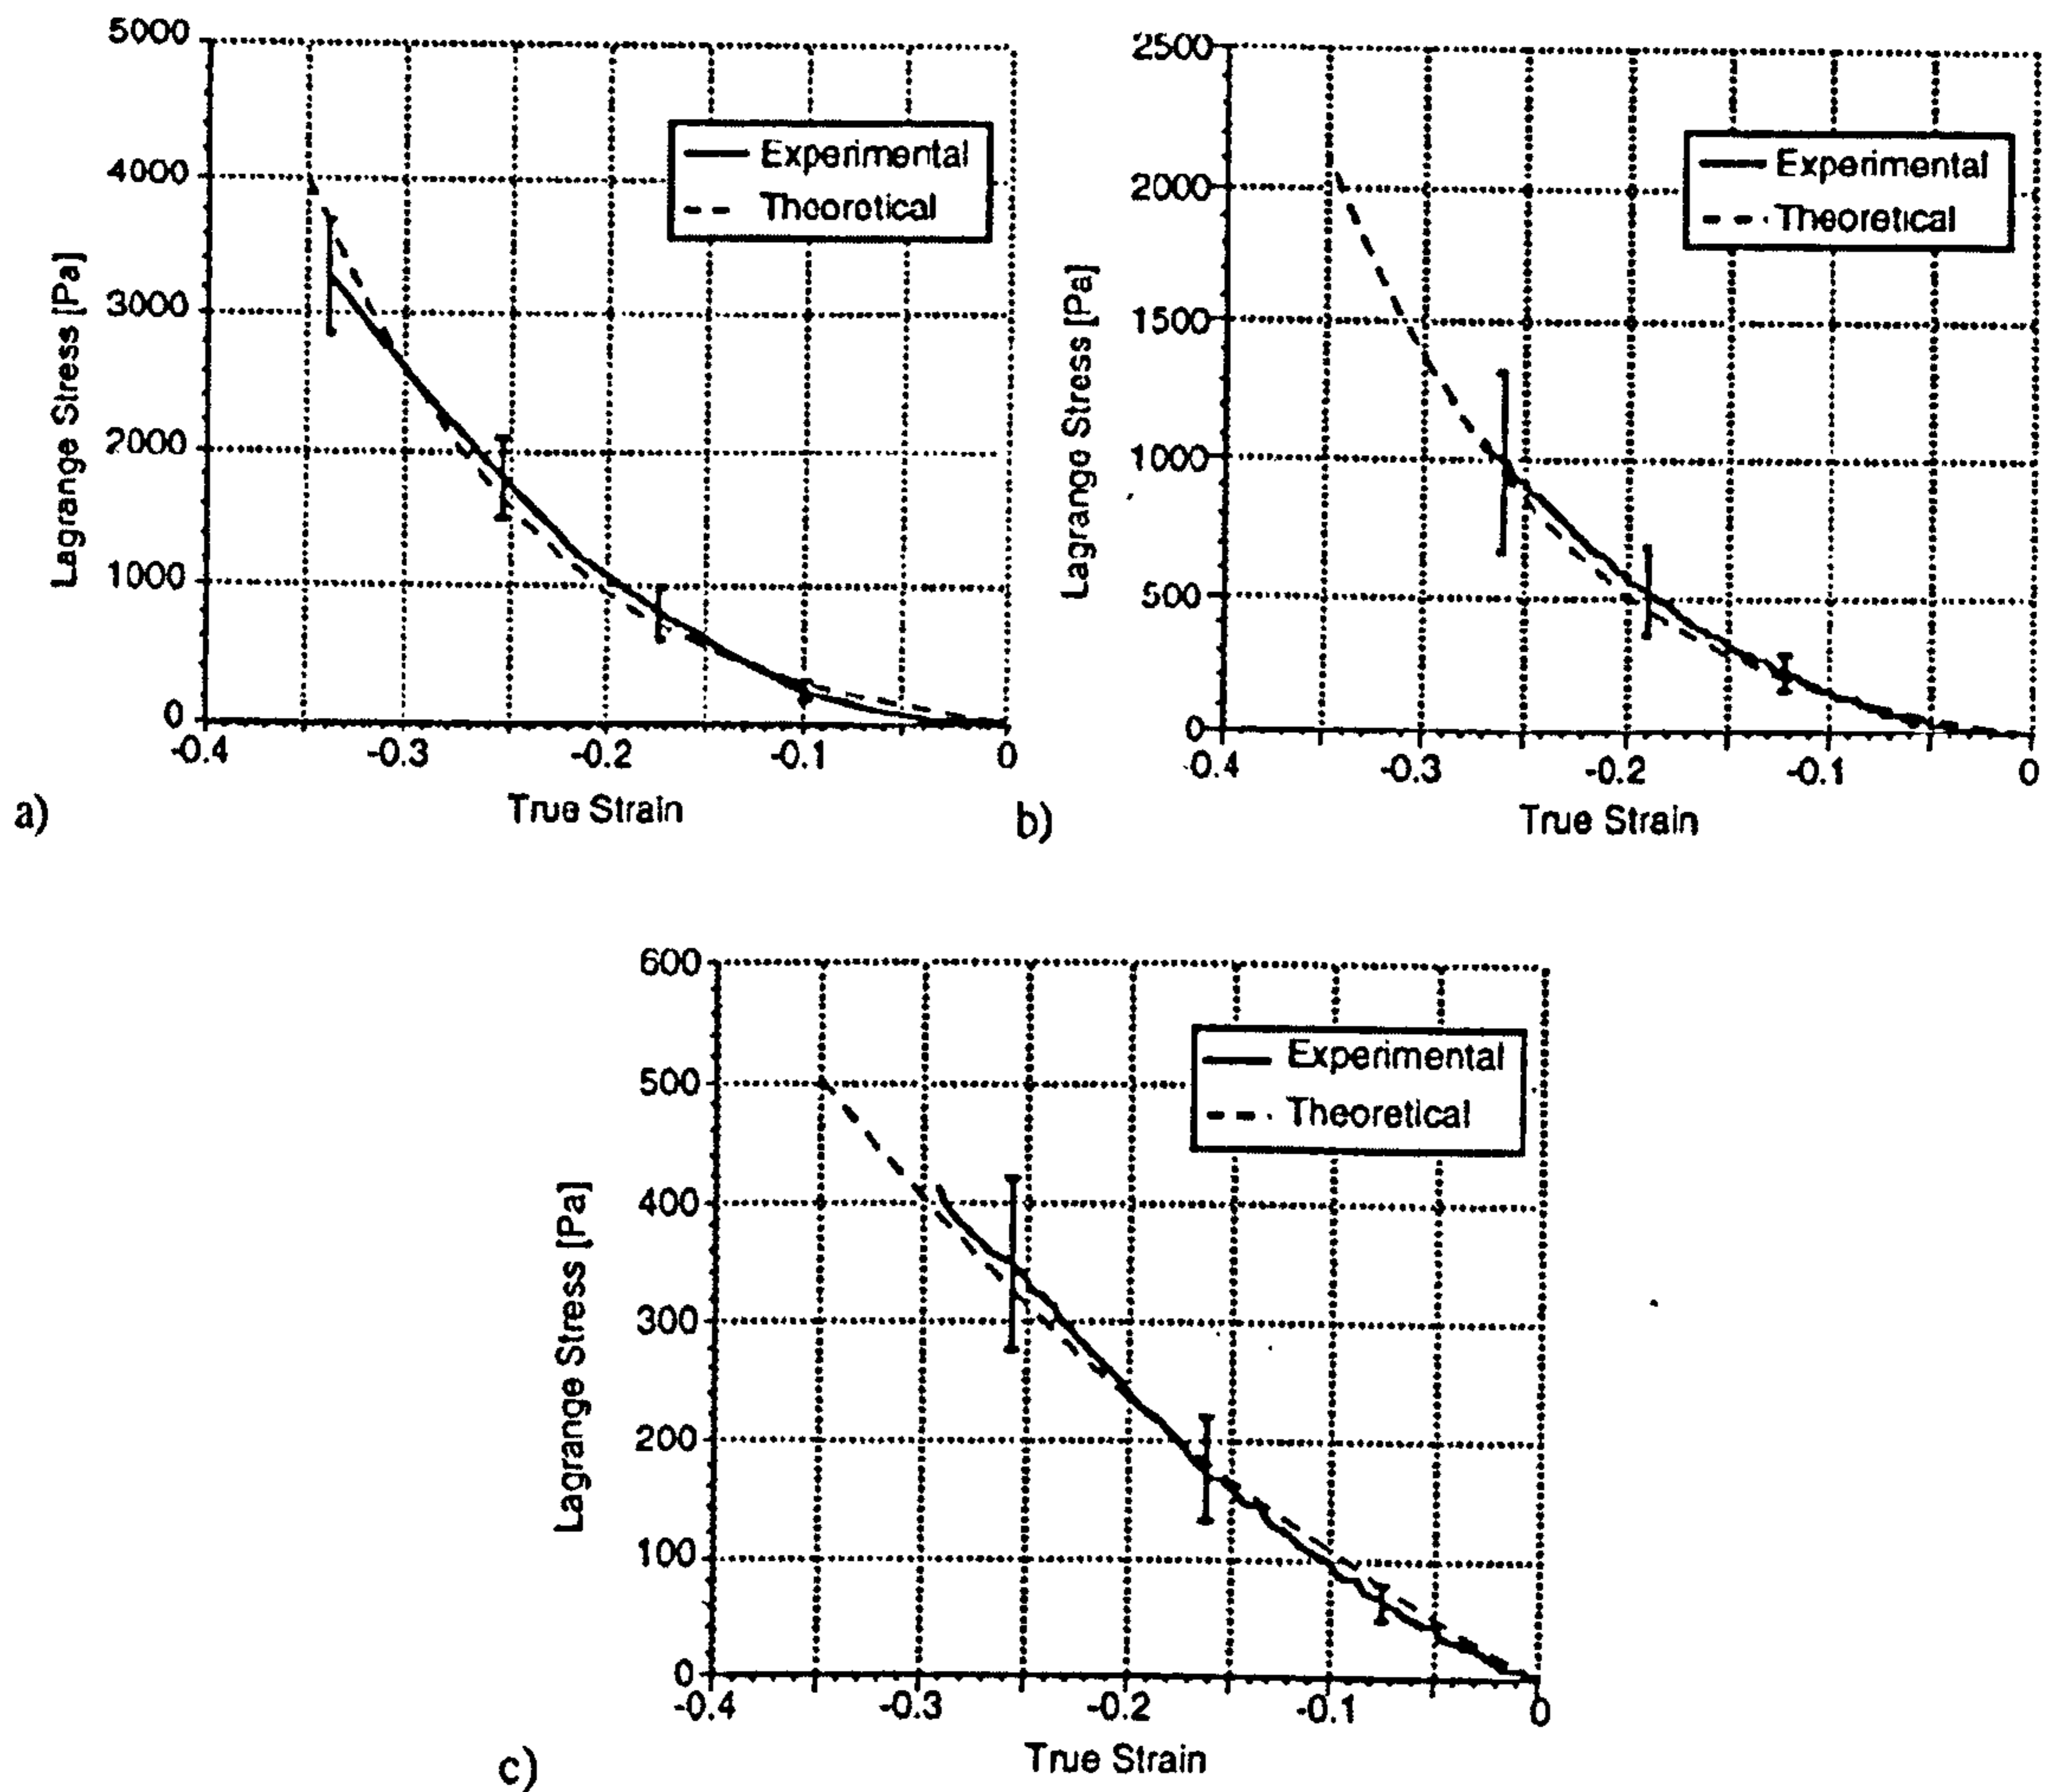 5000
4000
3000
2000
1000
0
-0.4
-0.3
-0.2
-0.1
0
Lagrange Stress [Pa]
True Strain
Experimental
Theoretical
a)
2500
2000
1500
1000
500
0
-0.4
-0.3
-0.2
-0.1
0
Lagrange Stress [Pa]
True Strain
Experimental
Theoretical
b)
600
500
400
300
200
100
0
-0.4
-0.3
-0.2
-0.1
0
Lagrange Stress [Pa]
True Strain
Experimental
Theoretical
c)